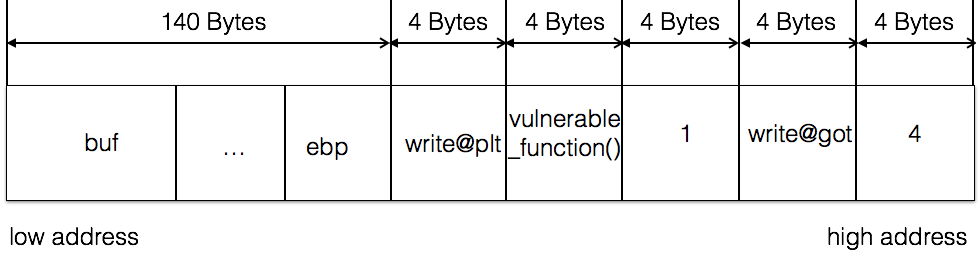 140 Bytes 4 Bytes 4 Bytes 4 Bytes 4 Bytes 4 Bytes
buf ... ebp write@plt vulnerable
_function() 1 write@got 4
low address high address